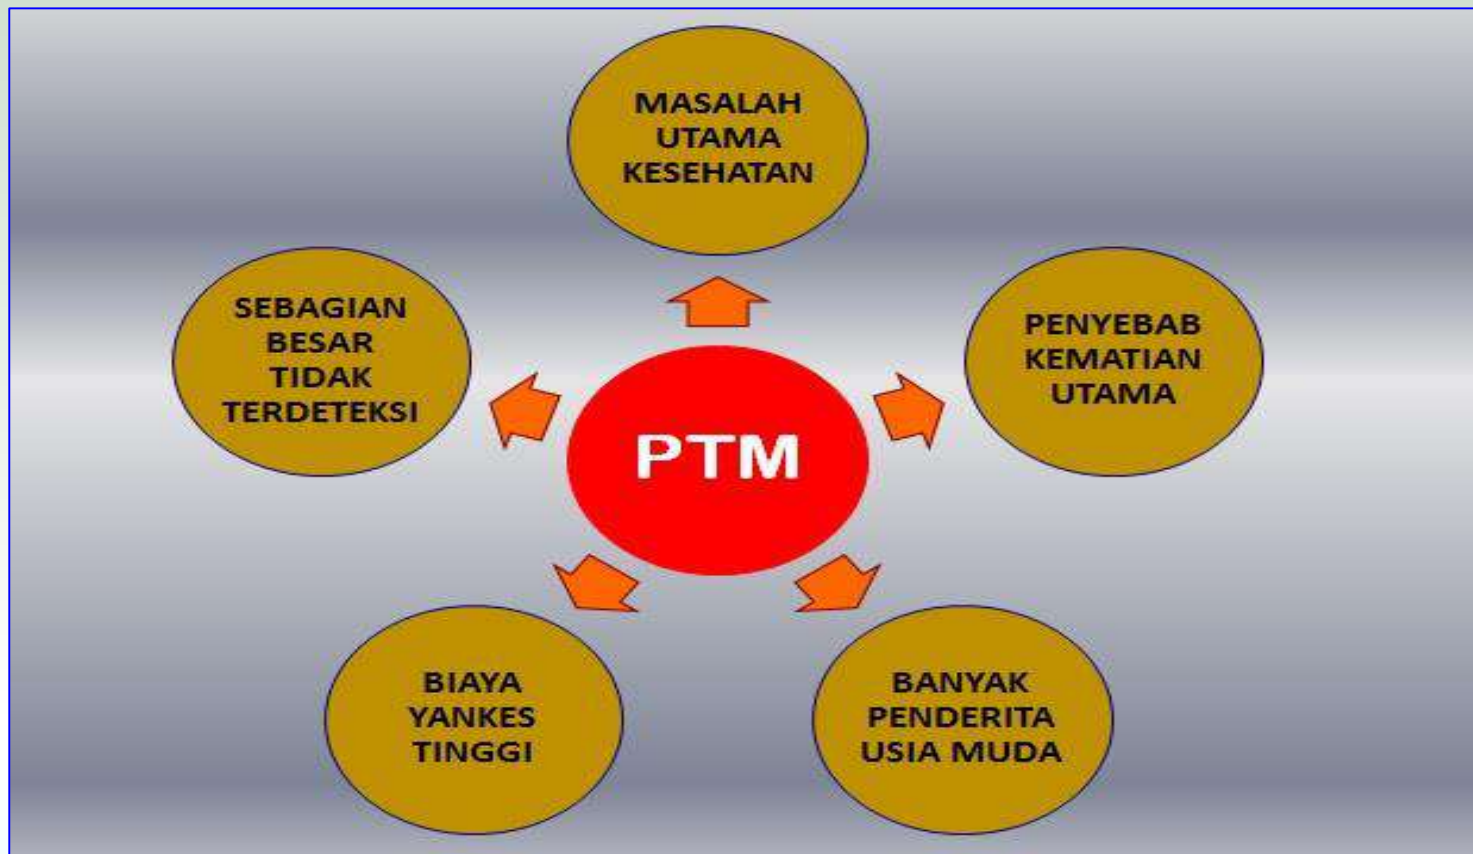 MASALAH
UTAMA
KESEHATAN
SEBAGIAN
BESAR
TIDAK
TERDETEKSI
PENYEBAB
KEMATIAN
UTAMA
PTM
BIAYA
YANKES
TINGGI
BANYAK
PENDERITA
USIA MUDA